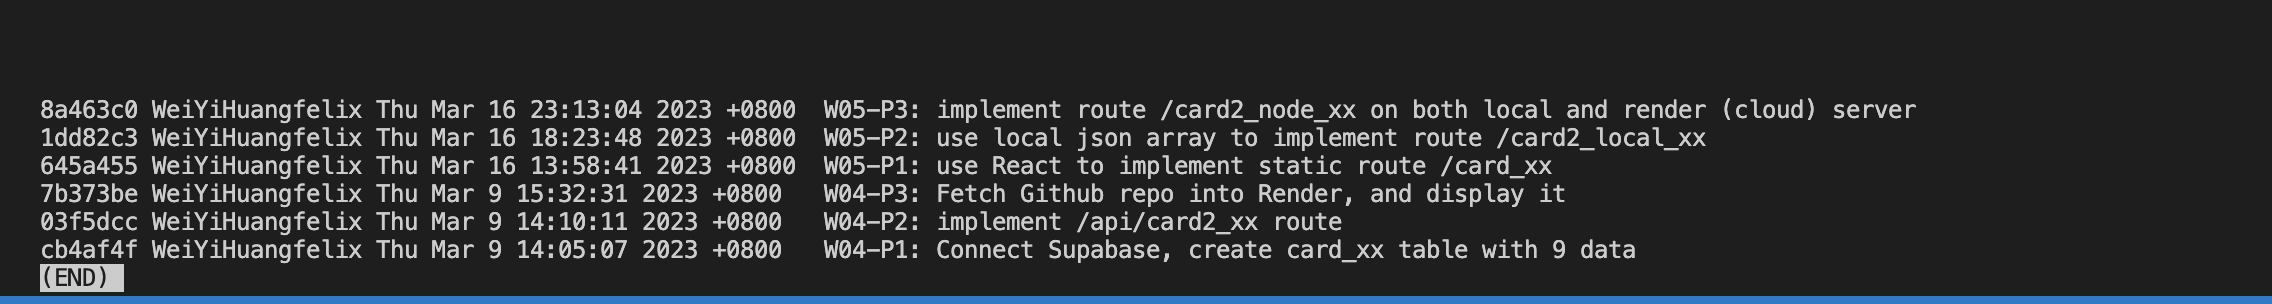 8a463c0 WeiYiHuangfelix Thu Mar 16 23:13:04 2023 +0800  W05-P3: implement route /card2_node_xx on both local and render (cloud) server
1dd82c3 WeiYiHuangfelix Thu Mar 16 18:23:48 2023 +0800  W05-P2: use local json array to implement route /card2_local_xx
645a455 WeiYiHuangfelix Thu Mar 16 13:58:41 2023 +0800  W05-P1: use React to implement static route /card_xx
7b373be WeiYiHuangfelix Thu Mar 9 15:32:31 2023 +0800   W04-P3: Fetch Github repo into Render, and display it
03f5dcc WeiYiHuangfelix Thu Mar 9 14:10:11 2023 +0800   W04-P2: implement /api/card2_xx route
cb4af4f WeiYiHuangfelix Thu Mar 9 14:05:07 2023 +0800   W04-P1: Connect Supabase, create card_xx table with 9 data
(END)